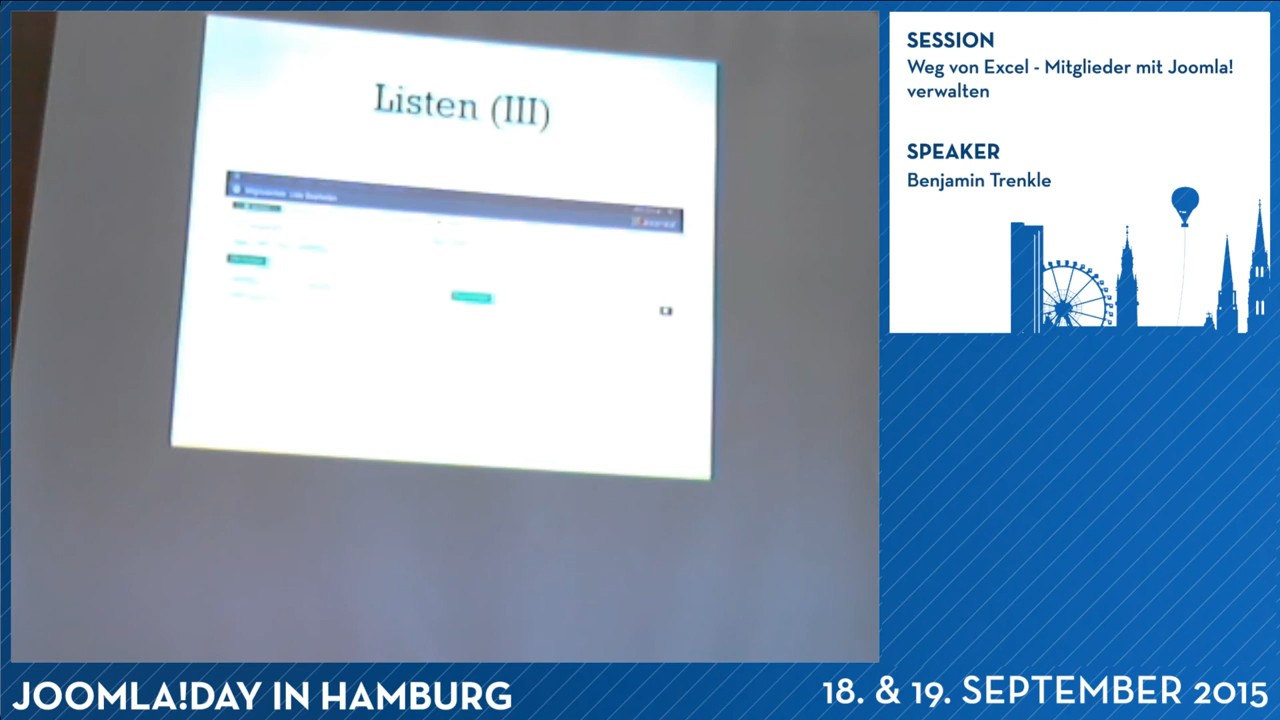 Listen (III)
SESSION
Weg von Excel - Mitglieder mit Joomla!
verwalten
SPEAKER
Benjamin Trenkle
JOOMLA!DAY IN HAMBURG
18. & 19. SEPTEMBER 2015